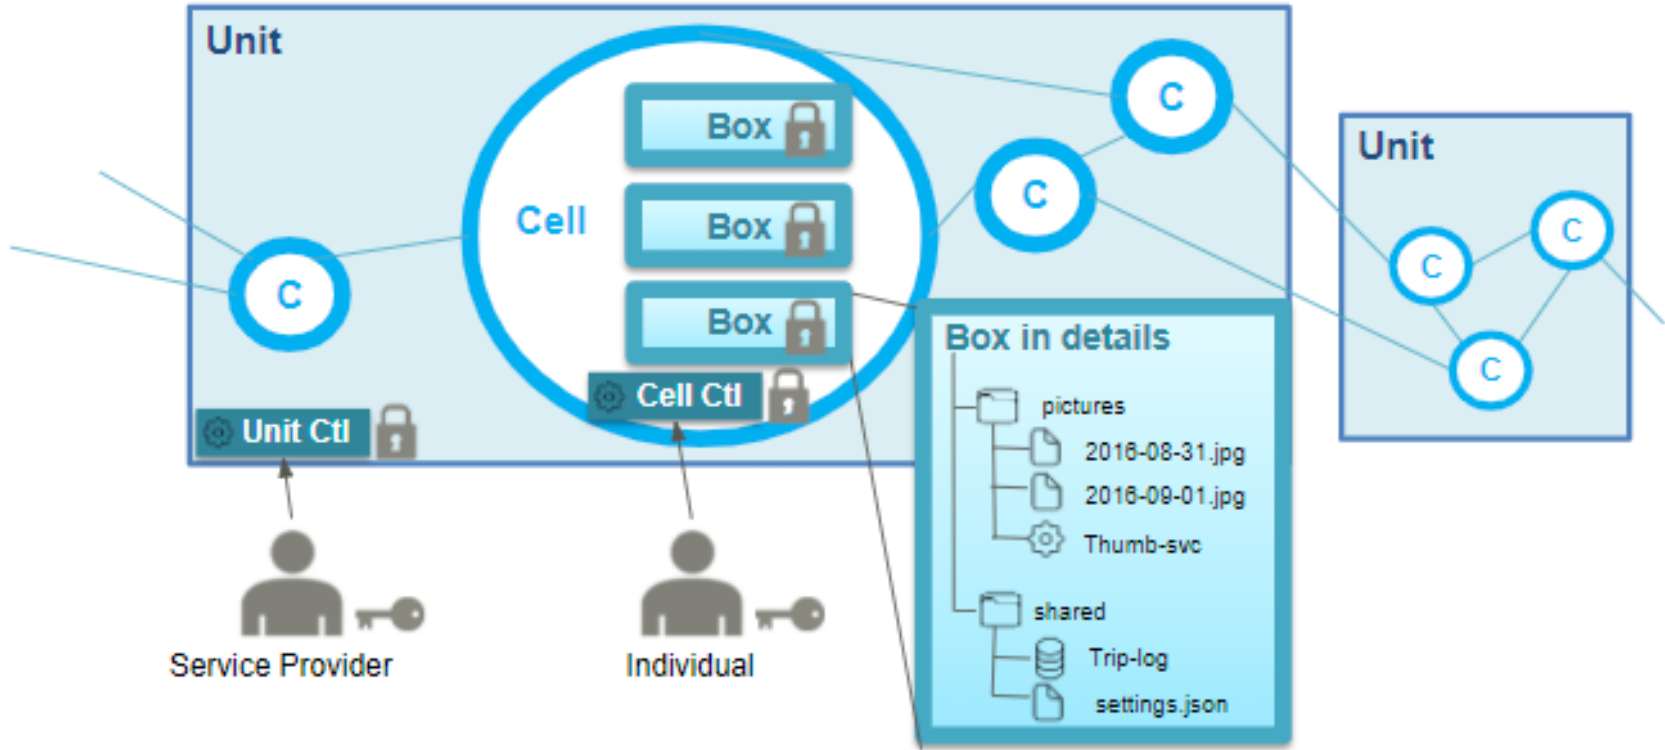 Unit
Box
C
C
Unit
Cell
Box
C
C
C
Box
C
Box in details
Cell Ctl
Unit Ctl
pictures
2016-08-31.jpg
2016-09-01.jpg
Thumb-svc
shared
Trip-log
settings.json
Service Provider
Individual